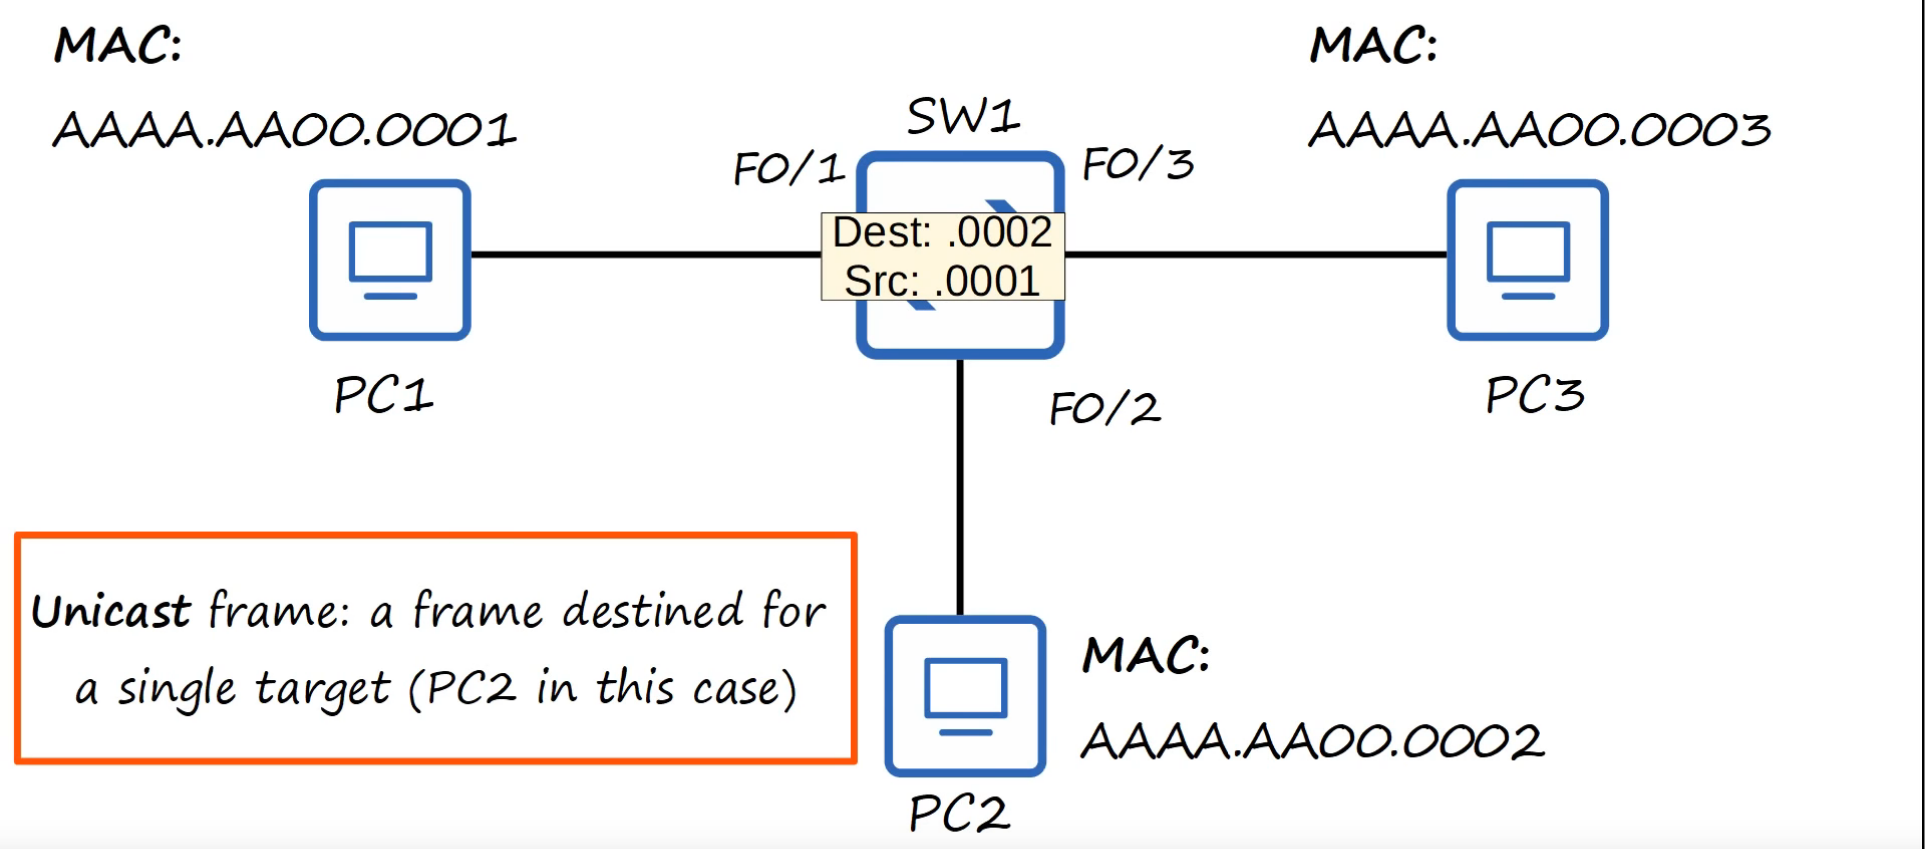 MAC:
AAAA.AA00.0001
MAC:
AAAA.AA00.0003
SW1
F0/1
F0/3
Dest: .0002
Src: .0001
PC1
PC3
F0/2
Unicast frame: a frame destined for
a single target (PC2 in this case)
MAC:
AAAA.AA00.0002
PC2